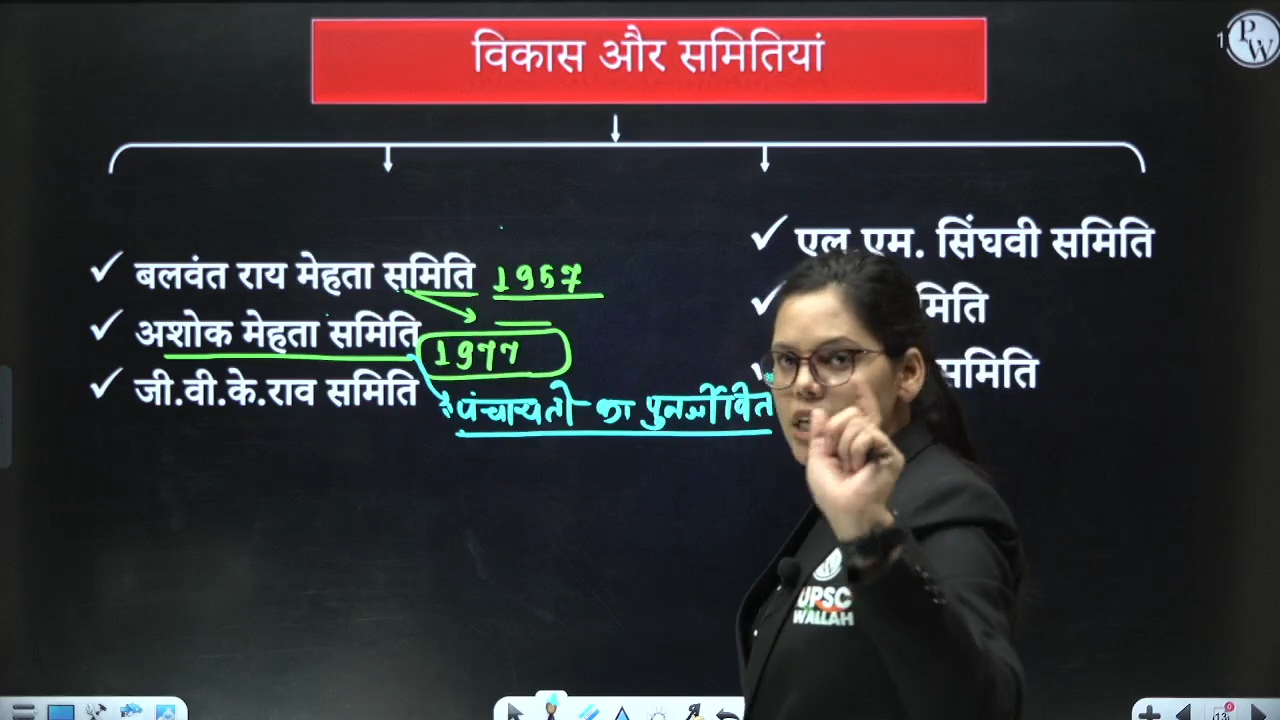 विकास और समितियां
PW
बलवंत राय मेहता समिति 1957
अशोक मेहता समिति
1977
जी.वी.के.राव समिति
पंचायतो का पुनर्जीवित
एल.एम. सिंघवी समिति
मिति
समिति
UPSC
WALLAH